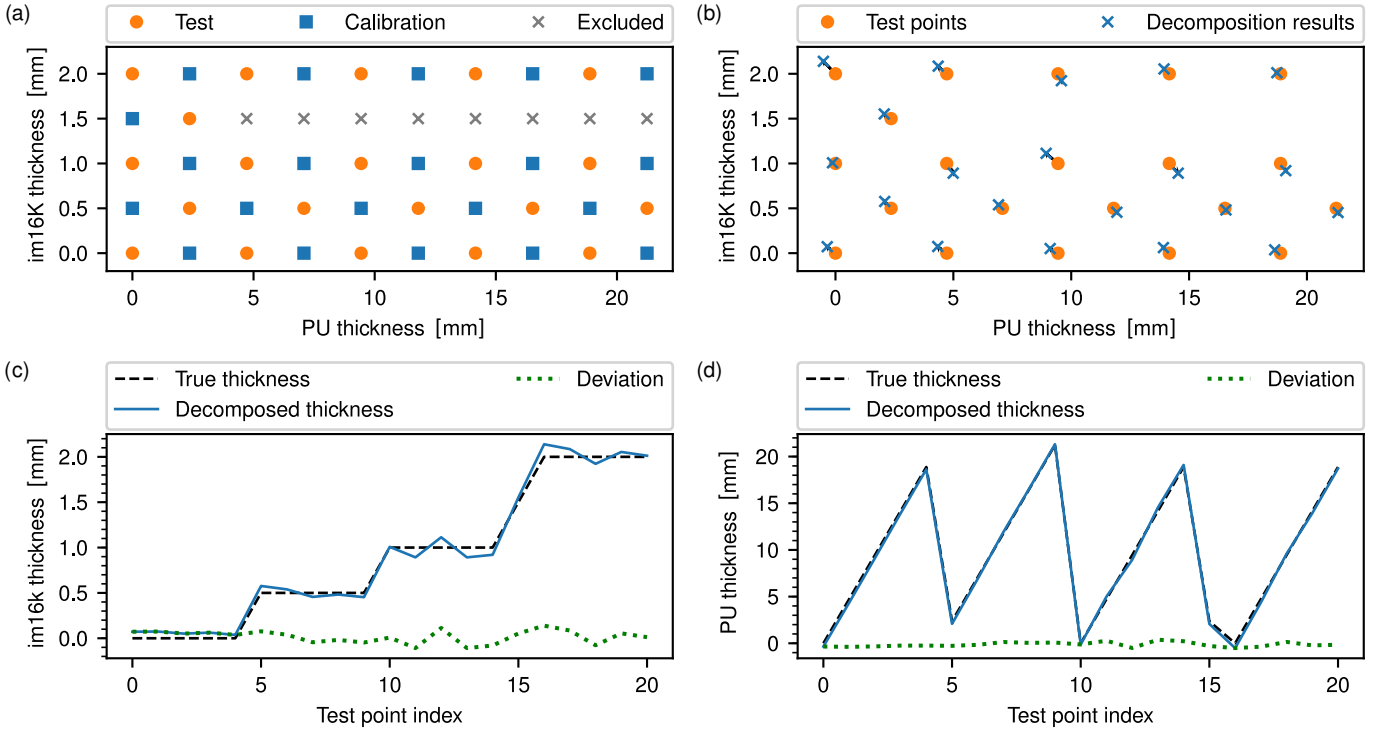 (a)
Test Calibration Excluded
im16K thickness [mm]
2.0
1.5
1.0
0.5
0.0
0 5 10 15 20
PU thickness [mm]
(b)
Test points Decomposition results
im16K thickness [mm]
2.0
1.5
1.0
0.5
0.0
0 5 10 15 20
PU thickness [mm]
(c)
True thickness Deviation
Decomposed thickness
im16k thickness [mm]
2.0
1.5
1.0
0.5
0.0
0 5 10 15 20
Test point index
(d)
True thickness Deviation
Decomposed thickness
PU thickness [mm]
20
15
10
5
0
0 5 10 15 20
Test point index